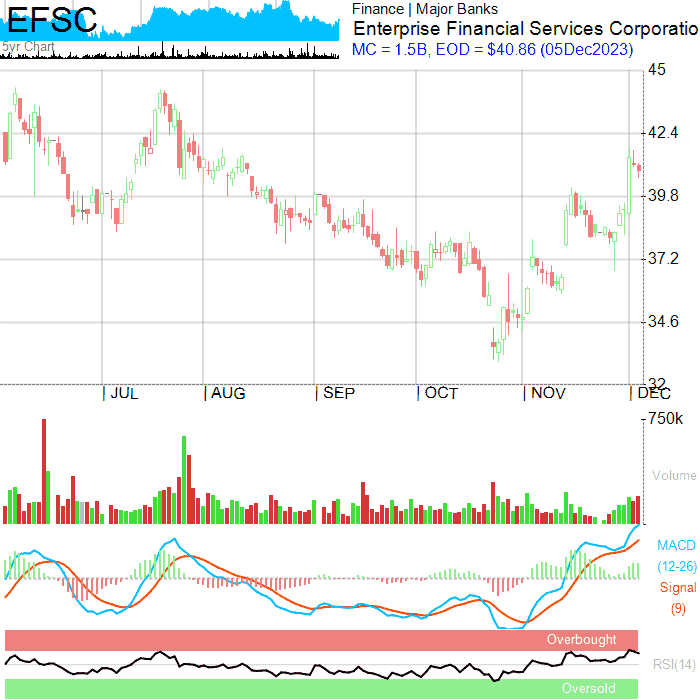 EFSC
5yr Chart
Finance | Major Banks
Enterprise Financial Services Corporatio
MC = 1.5B, EOD = $40.86 (05Dec2023)
45
42.4
39.8
37.2
34.6
32
| JUL | AUG | SEP | OCT | NOV | DEC
750k
Volume
MACD
(12-26)
Signal
(9)
Overbought
RSI(14)
Oversold